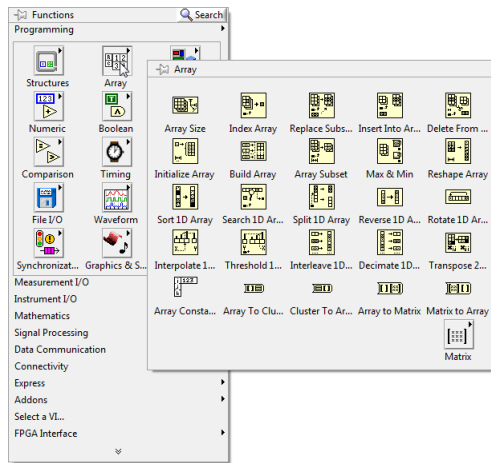 Functions
Search
Programming
Structures
Array
Numeric
Boolean
Comparison
Timing
File I/O
Waveform
Synchronizat...
Graphics & S...
Measurement I/O
Instrument I/O
Mathematics
Signal Processing
Data Communication
Connectivity
Express
Addons
Select a VI...
FPGA Interface
Array
Array Size
Index Array
Replace Subs...
Insert Into Ar...
Delete From ...
Initialize Array
Build Array
Array Subset
Max & Min
Reshape Array
Sort 1D Array
Search 1D Ar...
Split 1D Array
Reverse 1D A...
Rotate 1D Ar...
Interpolate 1...
Threshold 1...
Interleave 1D...
Decimate 1D...
Transpose 2...
Array Consta...
Array To Clu...
Cluster To Ar...
Array to Matrix
Matrix to Array
Matrix